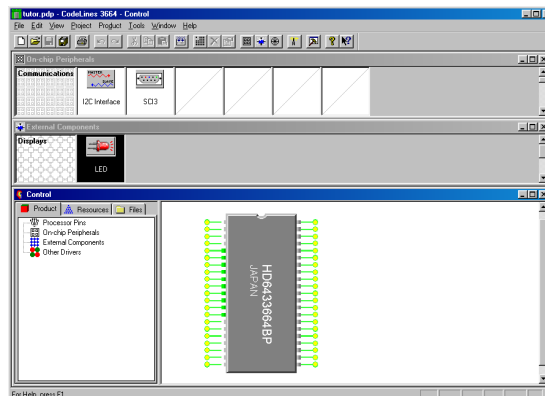 tutor.pdp - CodeLines 3664 - Control
File Edit View Project Product Tools Window Help
On-chip Peripherals
Communications
MASTER
SLAVE
I2C Interface
SCI3
External Components
Displays
LED
Control
Product Resources Files
Processor Pins
On-chip Peripherals
External Components
Other Drivers
HD6433664BP
JAPAN
For Help, press F1